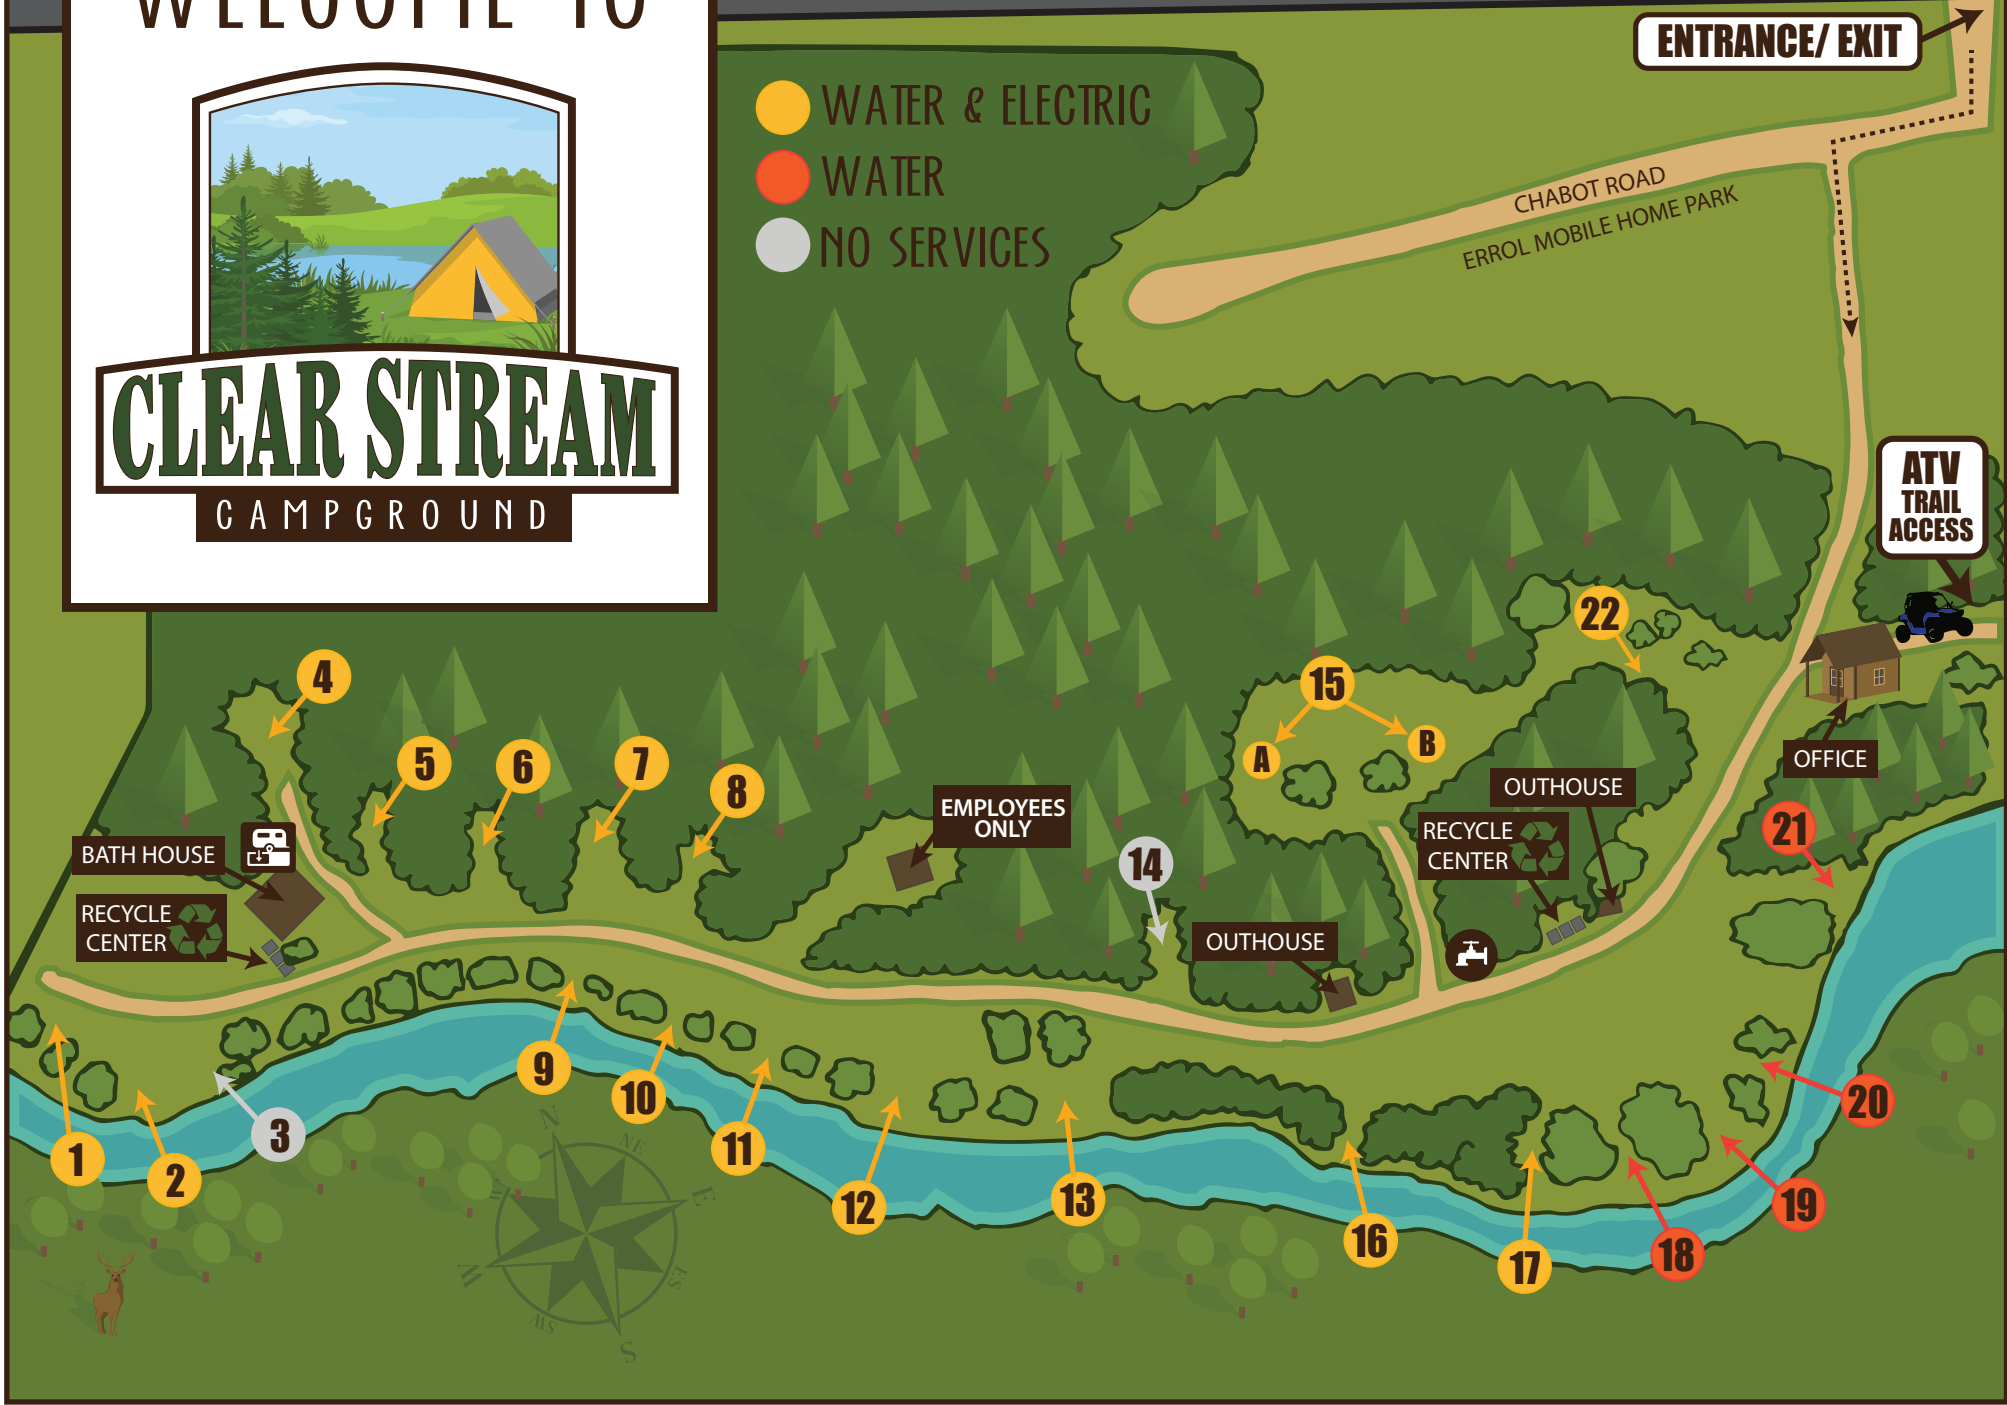 WELCOME TO
CLEAR STREAM
CAMPGROUND
WATER & ELECTRIC
WATER
NO SERVICES
ENTRANCE/ EXIT
CHABOT ROAD
ERROL MOBILE HOME PARK
ATV
TRAIL
ACCESS
22
15
A
B
4
5
6
7
8
EMPLOYEES
ONLY
14
OUTHOUSE
RECYCLE
CENTER
OFFICE
21
BATH HOUSE
RECYCLE
CENTER
OUTHOUSE
9
10
11
12
13
1
2
3
16
17
18
19
20
N
NE
E
ES
S
SW
W